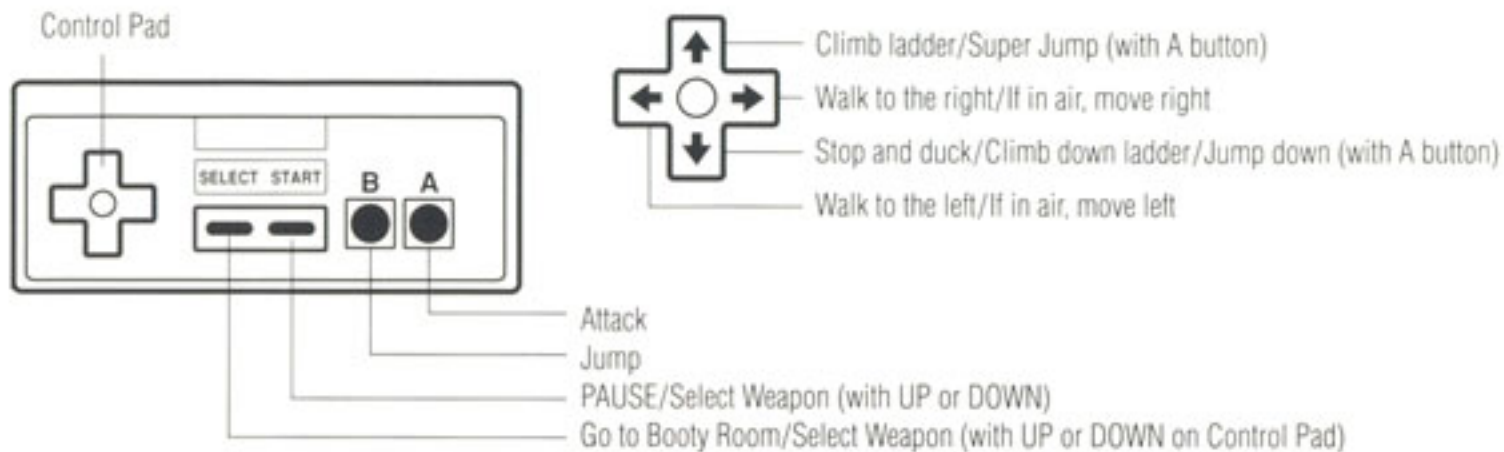 Control Pad
SELECT START
B A
Climb ladder/Super Jump (with A button)
Walk to the right/If in air, move right
Stop and duck/Climb down ladder/Jump down (with A button)
Walk to the left/If in air, move left
Attack
Jump
PAUSE/Select Weapon (with UP or DOWN)
Go to Booty Room/Select Weapon (with UP or DOWN on Control Pad)